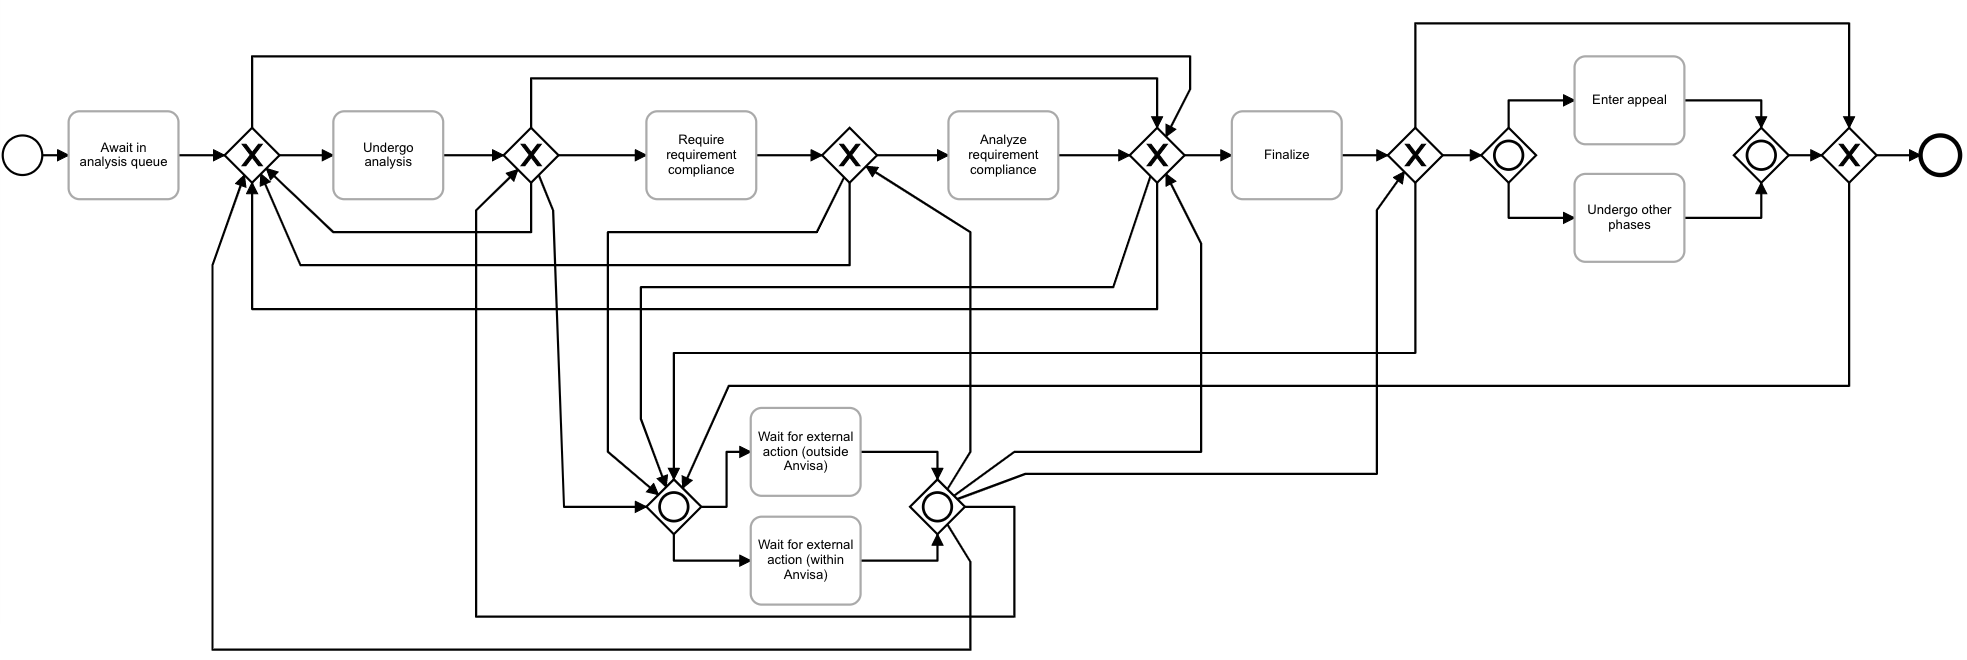 Await in
analysis queue
Undergo
analysis
Require
requirement
compliance
Analyze
requirement
compliance
Finalize
Enter appeal
Undergo other
phases
Wait for external
action (outside
Anvisa)
Wait for external
action (within
Anvisa)